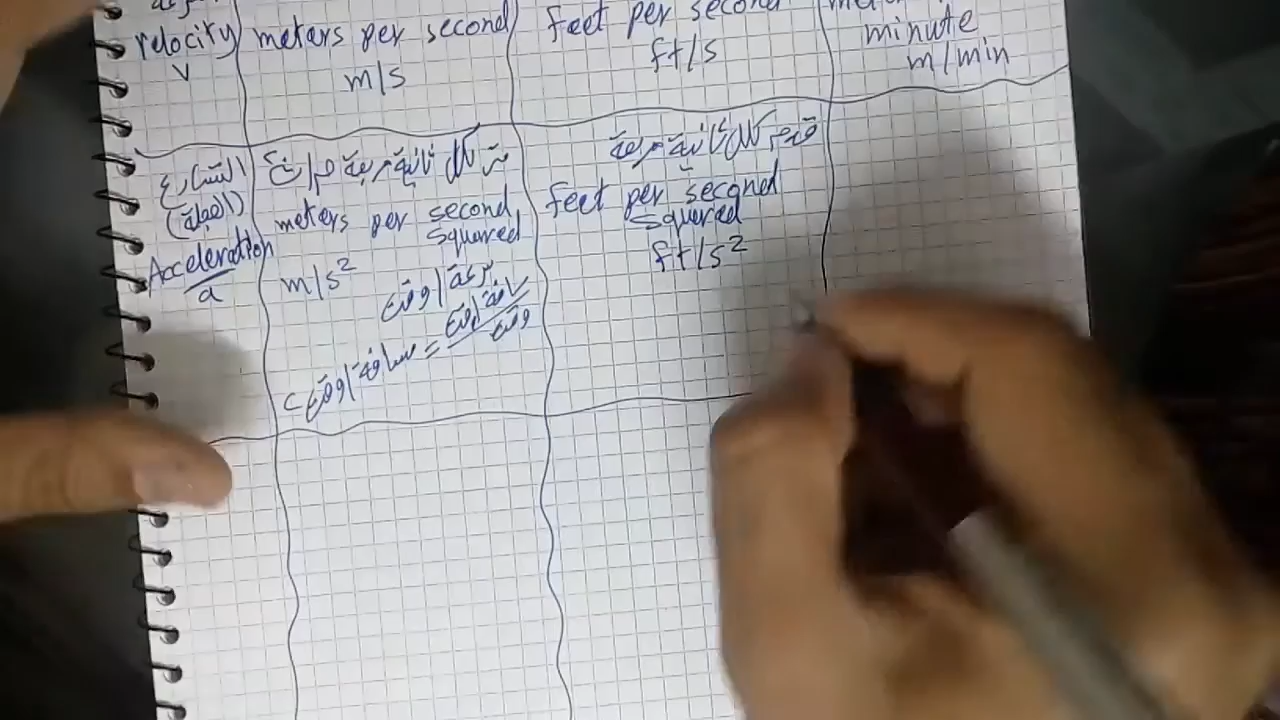 velocity
v
meters per second
m/s
feet per second
ft/s
minute
m/min
التسارع
(العجلة)
Acceleration
a
متر لكل ثانية مربعة م/ث²
meters per second
squared
m/s²
سرعة/وقت
مسافة/وقت
وقت
مسافة/وقت² =
قدم لكل ثانية مربعة
feet per second
squared
ft/s²